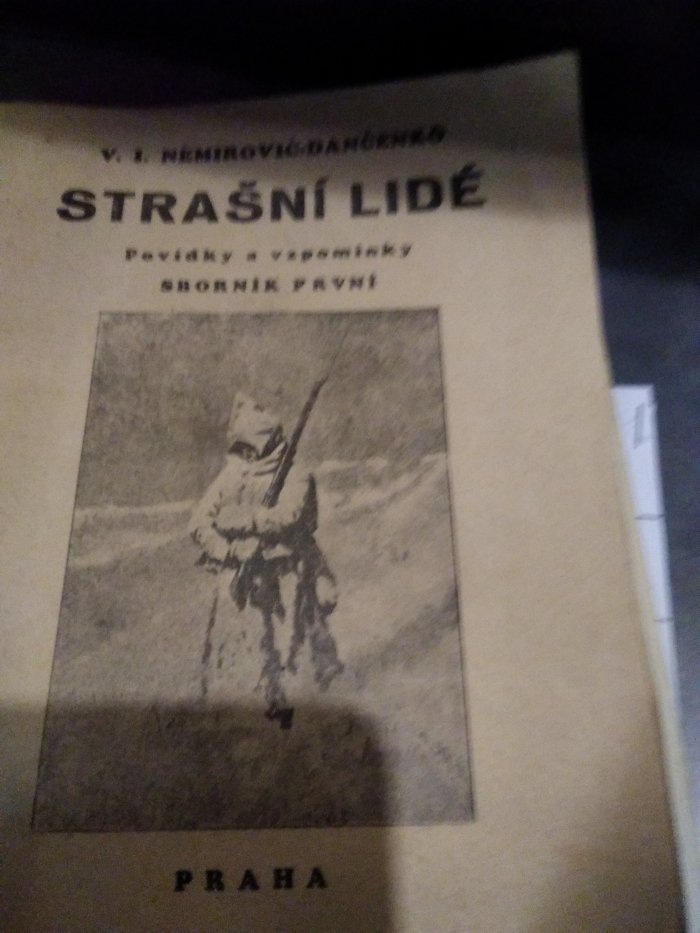 V. I. NĚMIROVIČ-DANČENKO
STRAŠNÍ LIDÉ
Povídky a vzpomínky
SBORNÍK PRVNÍ
PRAHA